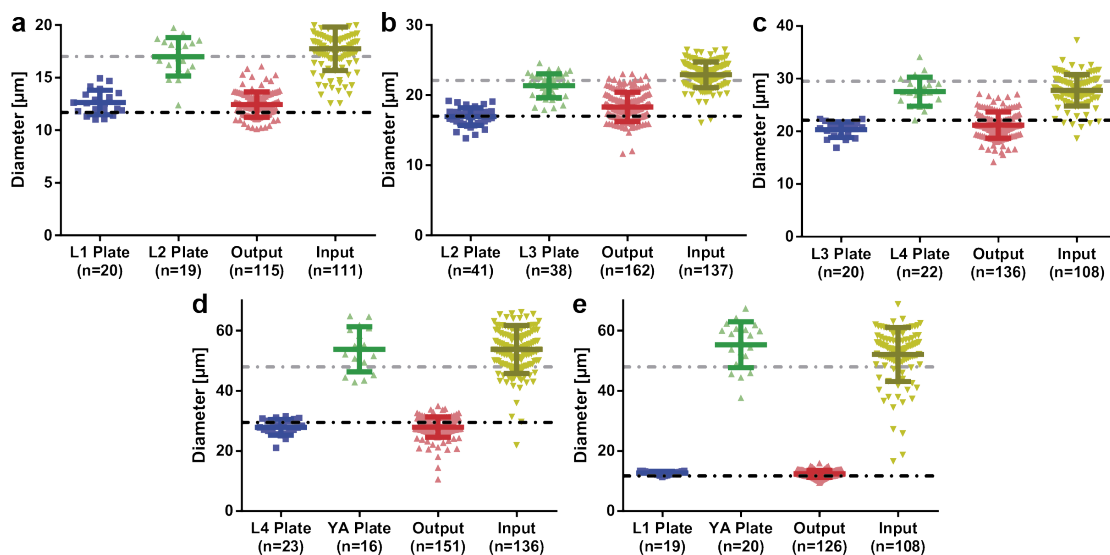 a
Diameter [µm]
20
15
10
5
0
L1 Plate L2 Plate Output Input
(n=20) (n=19) (n=115) (n=111)
b
Diameter [µm]
30
20
10
0
L2 Plate L3 Plate Output Input
(n=41) (n=38) (n=162) (n=137)
c
Diameter [µm]
40
30
20
10
0
L3 Plate L4 Plate Output Input
(n=20) (n=22) (n=136) (n=108)
d
Diameter [µm]
60
40
20
0
L4 Plate YA Plate Output Input
(n=23) (n=16) (n=151) (n=136)
e
Diameter [µm]
60
40
20
0
L1 Plate YA Plate Output Input
(n=19) (n=20) (n=126) (n=108)